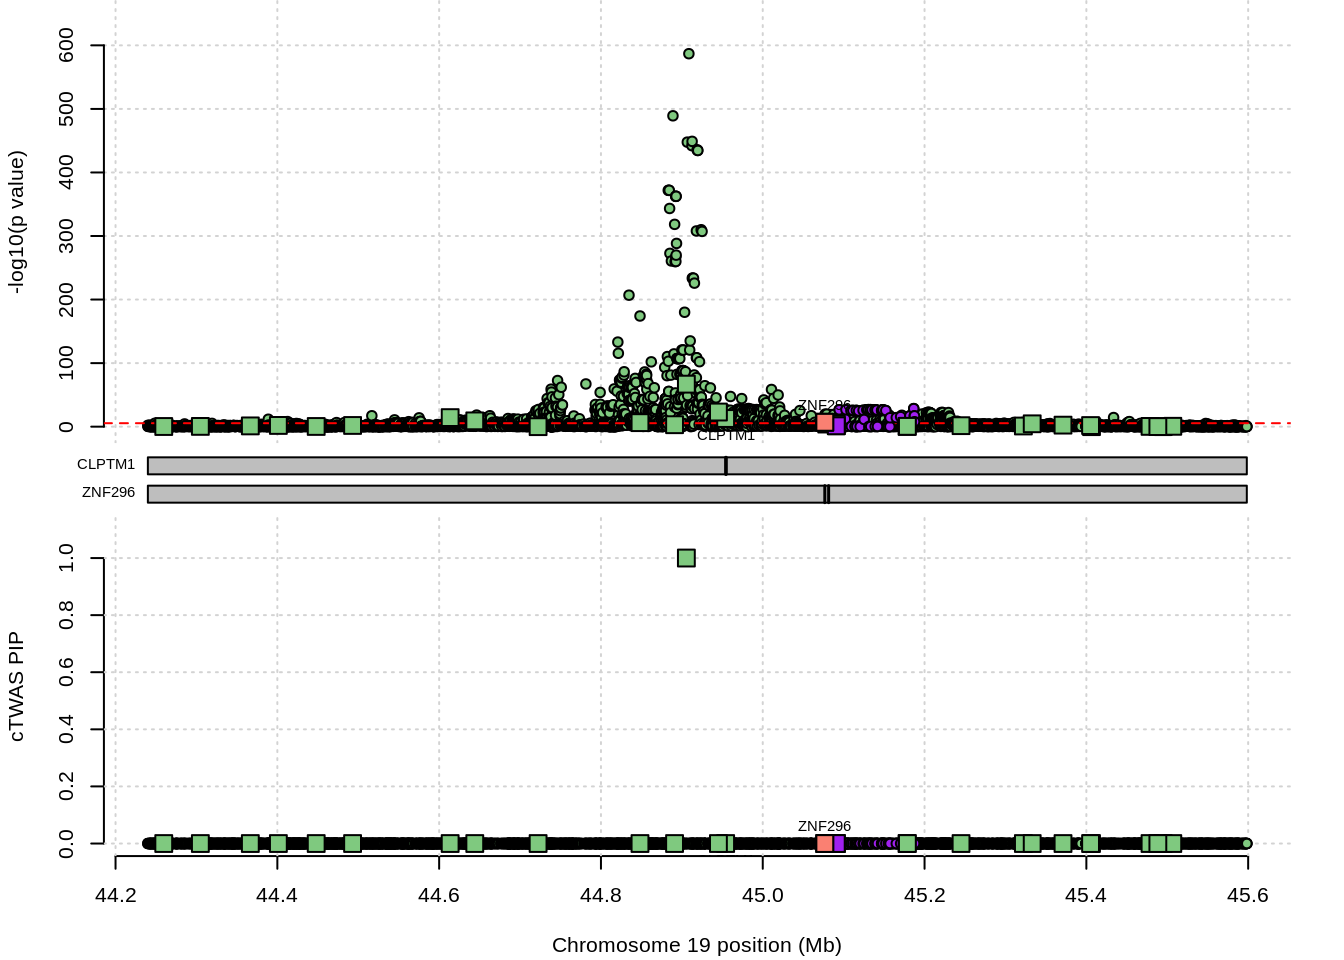 600
500
400
300
200
100
0
-log10(p value)
ZNF296
CLPTM1
CLPTM1
ZNF296
1.0
0.8
0.6
0.4
0.2
0.0
cTWAS PIP
ZNF296
44.2 44.4 44.6 44.8 45.0 45.2 45.4 45.6
Chromosome 19 position (Mb)